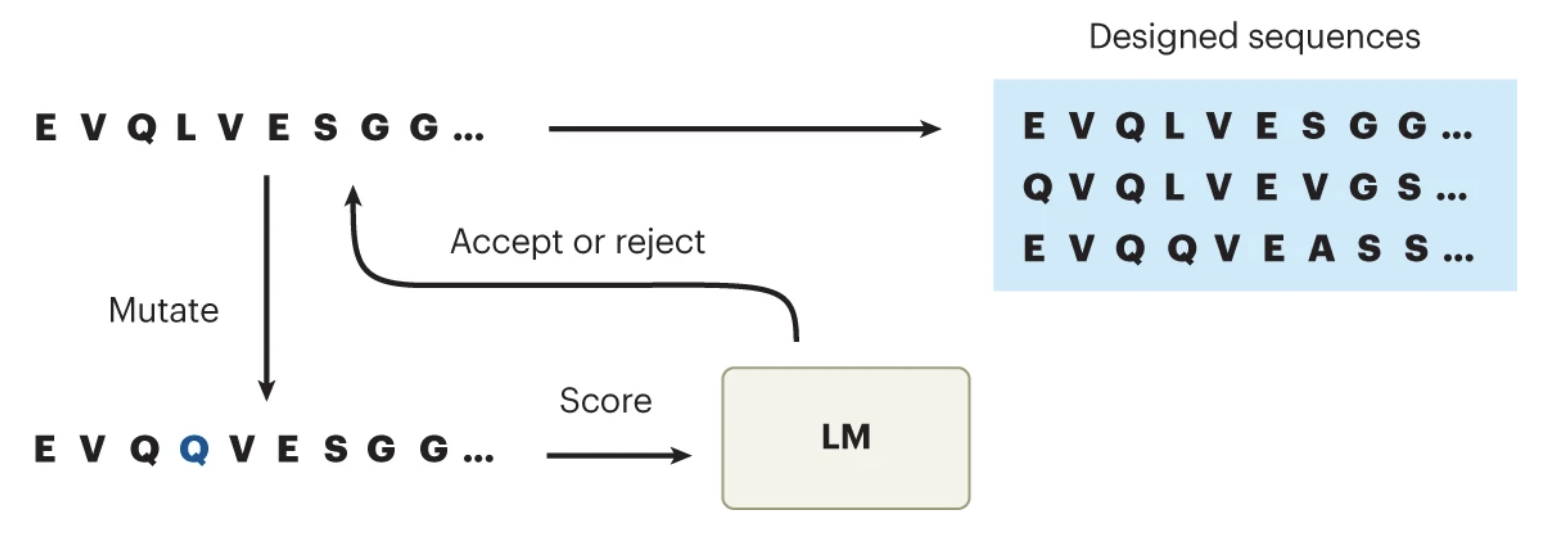 Designed sequences
E V Q L V E S G G ...
E V Q L V E S G G ...
Q V Q L V E V G S ...
E V Q Q V E A S S ...
Accept or reject
Mutate
Score
E V Q Q V E S G G ...
LM